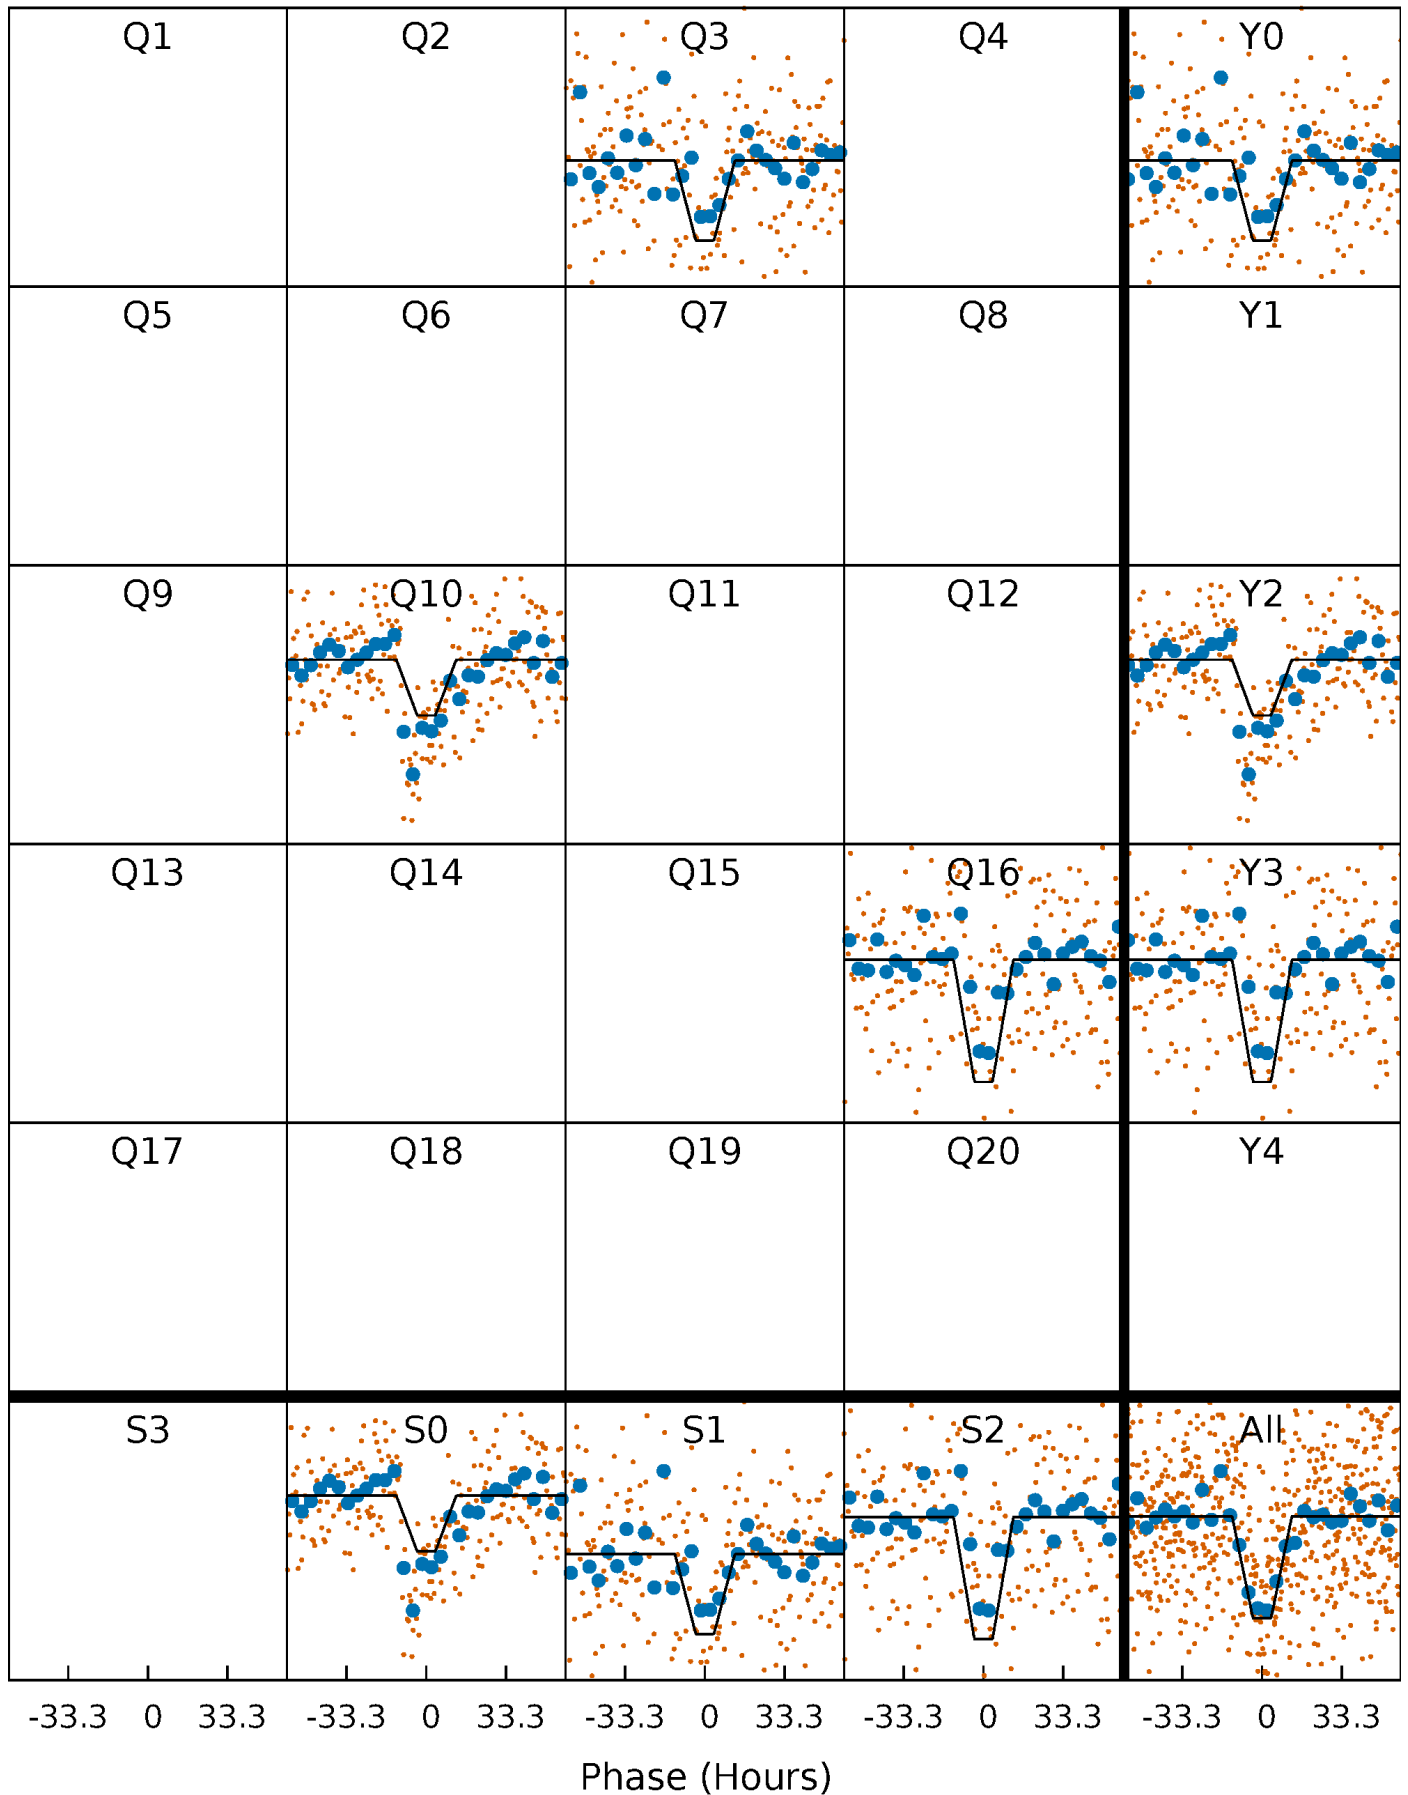 Q1 Q2 Q3 Q4 Y0
Q5 Q6 Q7 Q8 Y1
Q9 Q10 Q11 Q12 Y2
Q13 Q14 Q15 Q16 Y3
Q17 Q18 Q19 Q20 Y4
S3 S0 S1 S2 All
-33.3 0 33.3 -33.3 0 33.3 -33.3 0 33.3 -33.3 0 33.3 -33.3 0 33.3
Phase (Hours)